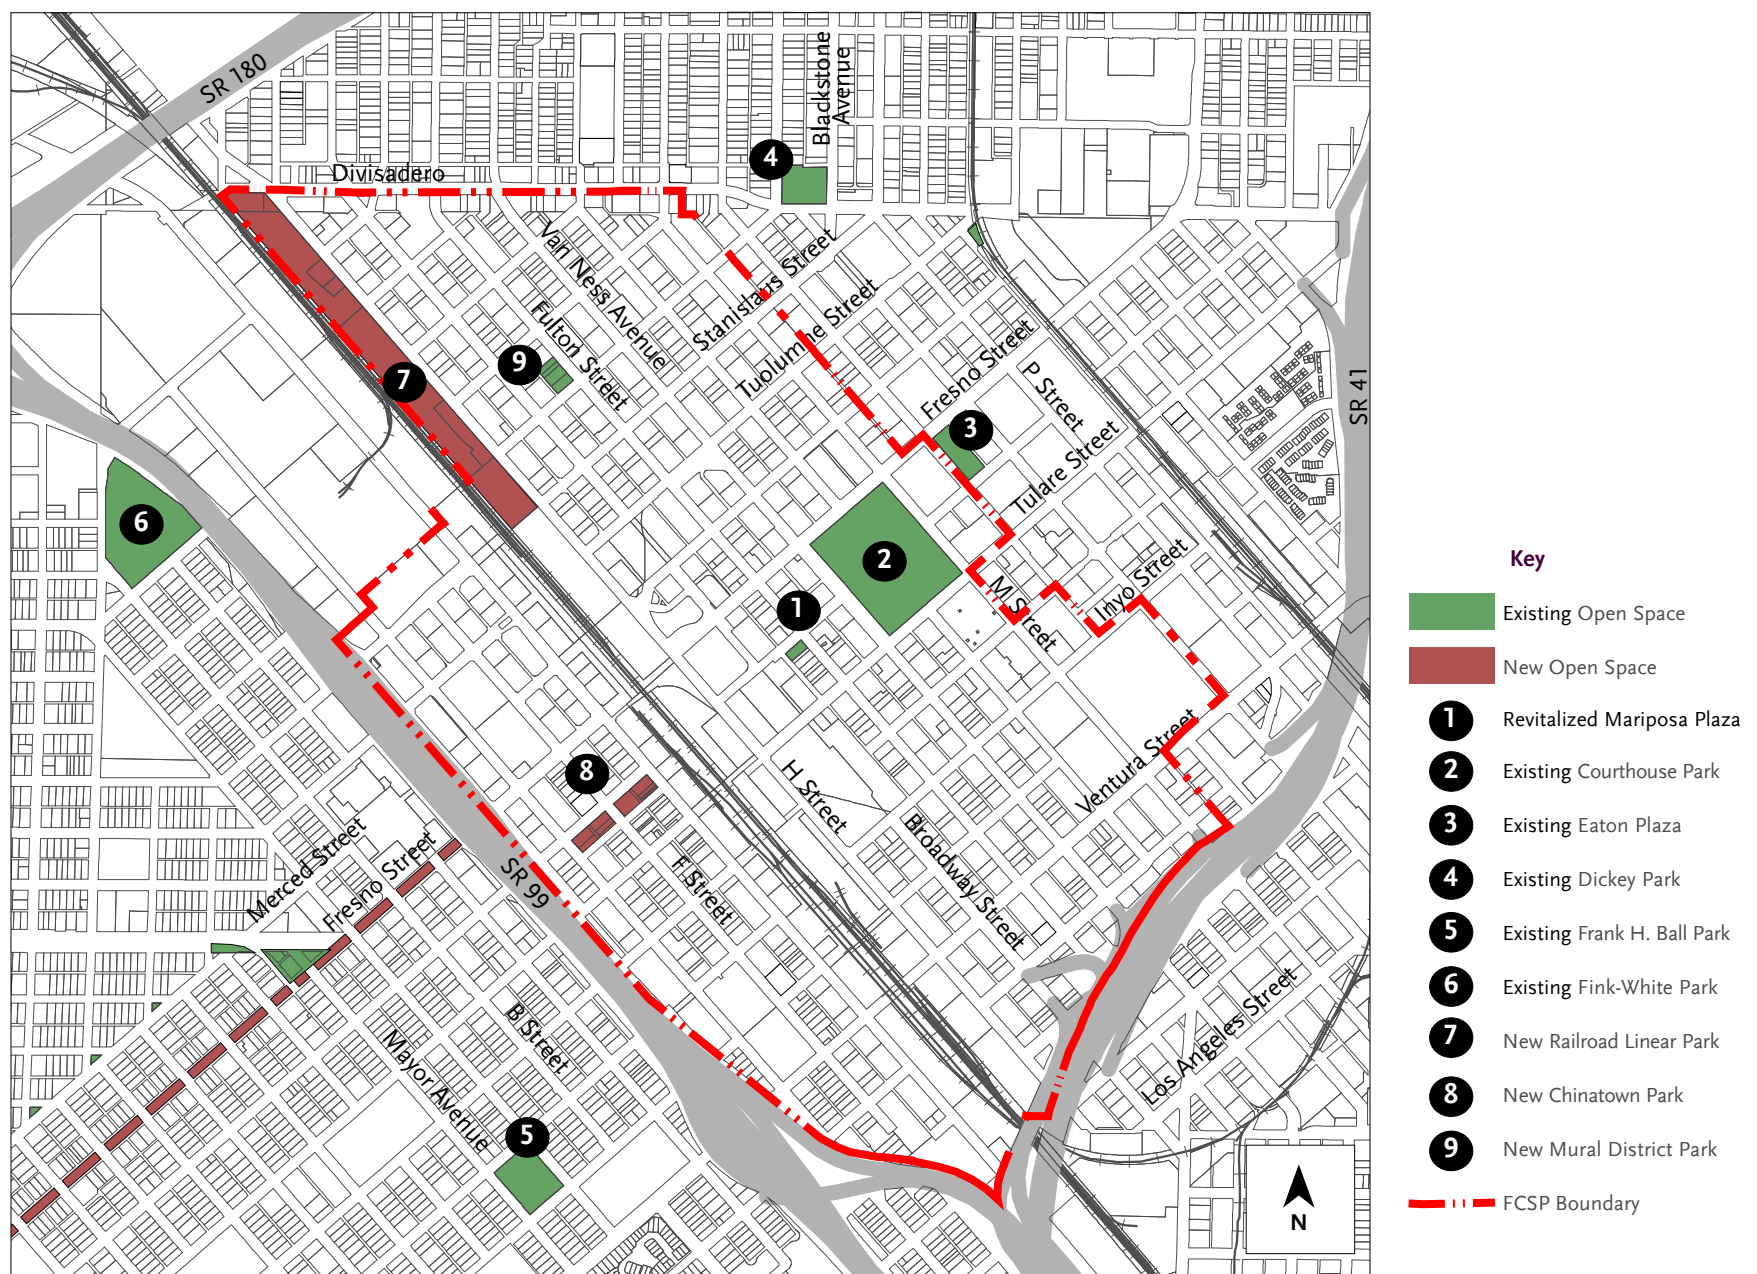 SR 180
Blackstone
Avenue
4
Divisadero
Van Ness Avenue
Stanislaus Street
Fulton Street
Tuolumne Street
9
7
Fresno Street
P Street
SR 41
3
Tulare Street
6
2
M Street
Inyo Street
1
Ventura Street
8
H Street
Broadway Street
Merced Street
Fresno Street
SR 99
F Street
Los Angeles Street
B Street
Mayor Avenue
5
N
Key
Existing Open Space
New Open Space
1 Revitalized Mariposa Plaza
2 Existing Courthouse Park
3 Existing Eaton Plaza
4 Existing Dickey Park
5 Existing Frank H. Ball Park
6 Existing Fink-White Park
7 New Railroad Linear Park
8 New Chinatown Park
9 New Mural District Park
FCSP Boundary